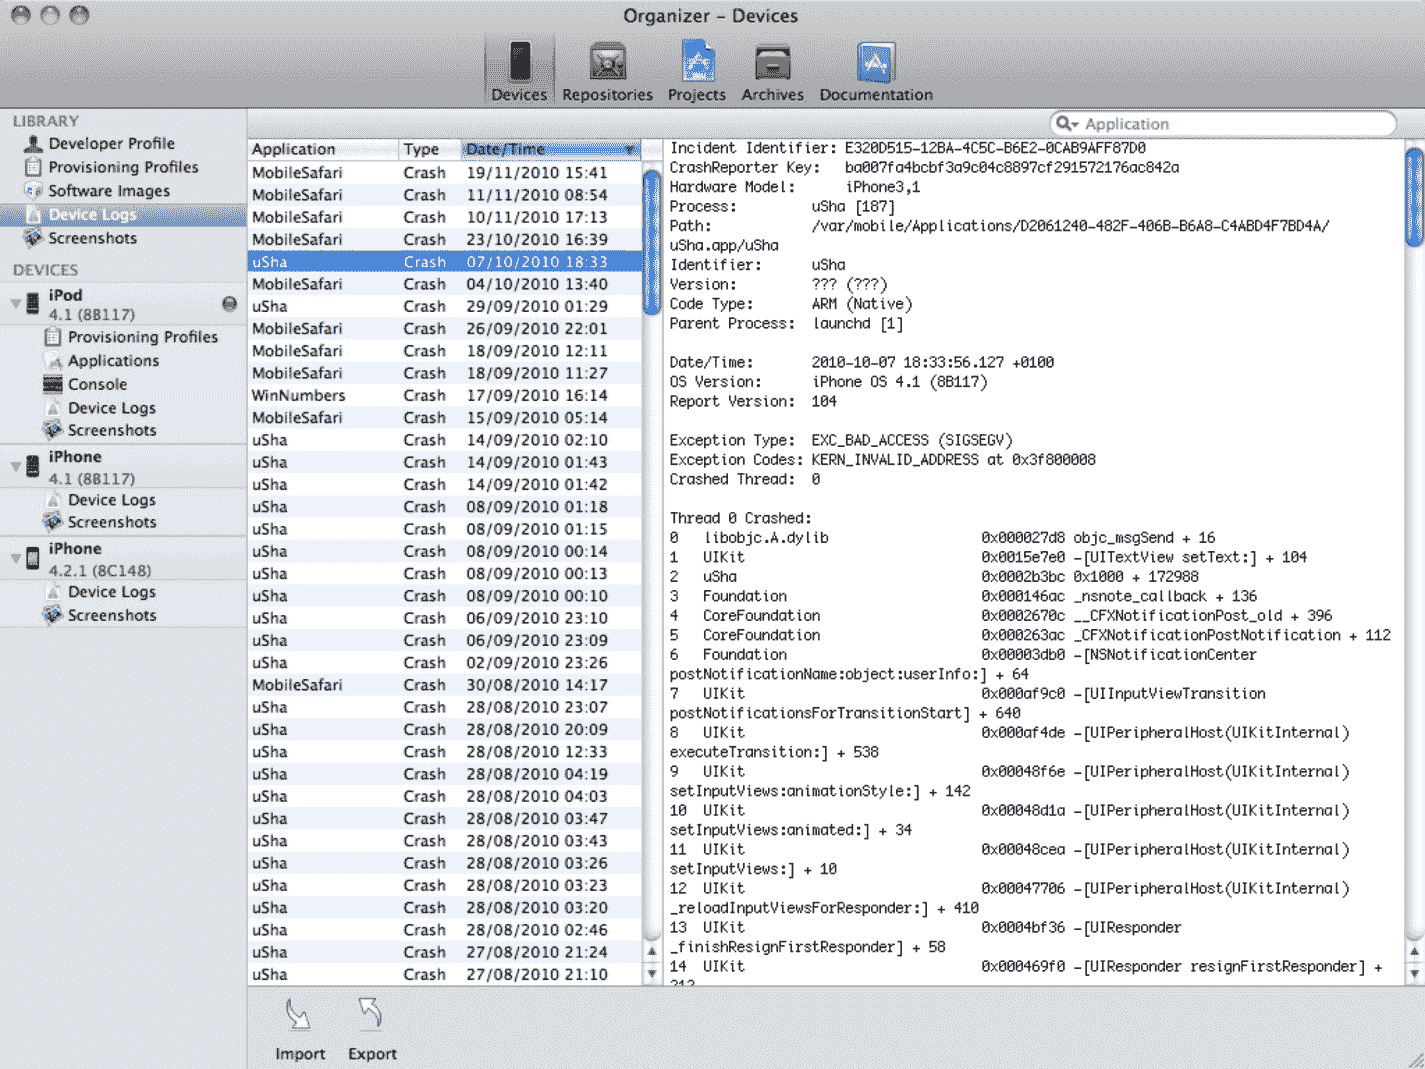 Organizer – Devices
Devices
Repositories
Projects
Archives
Documentation
Application
LIBRARY
Developer Profile
Provisioning Profiles
Software Images
Device Logs
Screenshots
DEVICES
iPod
4.1 (8B117)
Provisioning Profiles
Applications
Console
Device Logs
Screenshots
iPhone
4.1 (8B117)
Device Logs
Screenshots
iPhone
4.2.1 (8C148)
Device Logs
Screenshots
Application Type Date/Time
MobileSafari Crash 19/11/2010 15:41
MobileSafari Crash 11/11/2010 08:54
MobileSafari Crash 10/11/2010 17:13
MobileSafari Crash 23/10/2010 16:39
uSha Crash 07/10/2010 18:33
MobileSafari Crash 04/10/2010 13:40
uSha Crash 29/09/2010 01:29
MobileSafari Crash 26/09/2010 22:01
MobileSafari Crash 18/09/2010 12:11
MobileSafari Crash 18/09/2010 11:27
WinNumbers Crash 17/09/2010 16:14
MobileSafari Crash 15/09/2010 05:14
uSha Crash 14/09/2010 02:10
uSha Crash 14/09/2010 01:43
uSha Crash 14/09/2010 01:42
uSha Crash 08/09/2010 01:18
uSha Crash 08/09/2010 01:15
uSha Crash 08/09/2010 00:14
uSha Crash 08/09/2010 00:13
uSha Crash 08/09/2010 00:10
uSha Crash 06/09/2010 23:10
uSha Crash 06/09/2010 23:09
uSha Crash 02/09/2010 23:26
MobileSafari Crash 30/08/2010 14:17
uSha Crash 28/08/2010 23:07
uSha Crash 28/08/2010 20:09
uSha Crash 28/08/2010 12:33
uSha Crash 28/08/2010 04:19
uSha Crash 28/08/2010 04:03
uSha Crash 28/08/2010 03:47
uSha Crash 28/08/2010 03:43
uSha Crash 28/08/2010 03:26
uSha Crash 28/08/2010 03:23
uSha Crash 28/08/2010 03:20
uSha Crash 28/08/2010 02:46
uSha Crash 27/08/2010 21:24
uSha Crash 27/08/2010 21:10
Incident Identifier: E320D515-12BA-4C5C-B6E2-0CAB9AFF87D0
CrashReporter Key: ba007fa4bcbf3a9c04c8897cf291572176ac842a
Hardware Model: iPhone3,1
Process: uSha [187]
Path: /var/mobile/Applications/D2061240-482F-406B-B6A8-C4ABD4F7BD4A/
uSha.app/uSha
Identifier: uSha
Version: ??? (???)
Code Type: ARM (Native)
Parent Process: launchd [1]
Date/Time: 2010-10-07 18:33:56.127 +0100
OS Version: iPhone OS 4.1 (8B117)
Report Version: 104
Exception Type: EXC_BAD_ACCESS (SIGSEGV)
Exception Codes: KERN_INVALID_ADDRESS at 0x3f800008
Crashed Thread: 0
Thread 0 Crashed:
0 libobjc.A.dylib 0x000027d8 objc_msgSend + 16
1 UIKit 0x0015e7e0 -[UITextView setText:] + 104
2 uSha 0x0002b3bc 0x1000 + 172988
3 Foundation 0x000146ac _nsnote_callback + 136
4 CoreFoundation 0x0002670c __CFXNotificationPost_old + 396
5 CoreFoundation 0x000263ac _CFXNotificationPostNotification + 112
6 Foundation 0x00003db0 -[NSNotificationCenter
postNotificationName:object:userInfo:] + 64
7 UIKit 0x000af9c0 -[UIInputViewTransition
postNotificationsForTransitionStart] + 640
8 UIKit 0x000af4de -[UIPeripheralHost(UIKitInternal)
executeTransition:] + 538
9 UIKit 0x00048f6e -[UIPeripheralHost(UIKitInternal)
setInputViews:animationStyle:] + 142
10 UIKit 0x00048d1a -[UIPeripheralHost(UIKitInternal)
setInputViews:animated:] + 34
11 UIKit 0x00048cea -[UIPeripheralHost(UIKitInternal)
setInputViews:] + 10
12 UIKit 0x00047706 -[UIPeripheralHost(UIKitInternal)
_reloadInputViewsForResponder:] + 410
13 UIKit 0x0004bf36 -[UIResponder
_finishResignFirstResponder] + 58
14 UIKit 0x000469f0 -[UIResponder resignFirstResponder] +
Import
Export